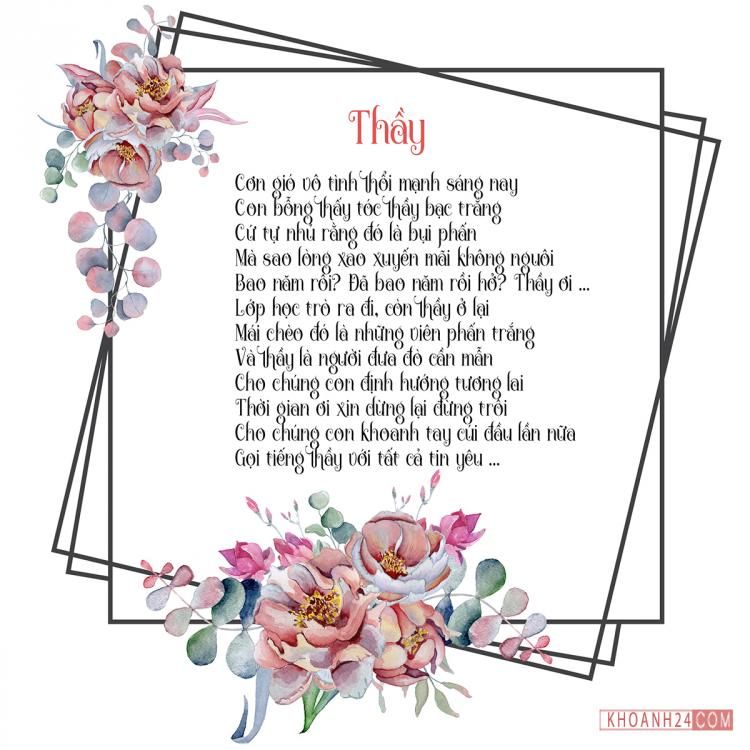 Thầy
Cơn gió vô tình thổi mạnh sáng nay
Con bỗng thấy tóc thầy bạc trắng
Cứ tự nhủ rằng đó là bụi phấn
Mà sao lòng xao xuyến mãi không nguôi
Bao năm rồi? Đã bao năm rồi hở? Thầy ơi ...
Lớp học trò ra đi, còn thầy ở lại
Mái chèo đó là những viên phấn trắng
Và thầy là người đưa đò cần mẫn
Cho chúng con định hướng tương lai
Thời gian ơi xin dừng lại đừng trôi
Cho chúng con khoanh tay cúi đầu lần nữa
Gọi tiếng thầy với tất cả tin yêu ...
KHOANH24.COM